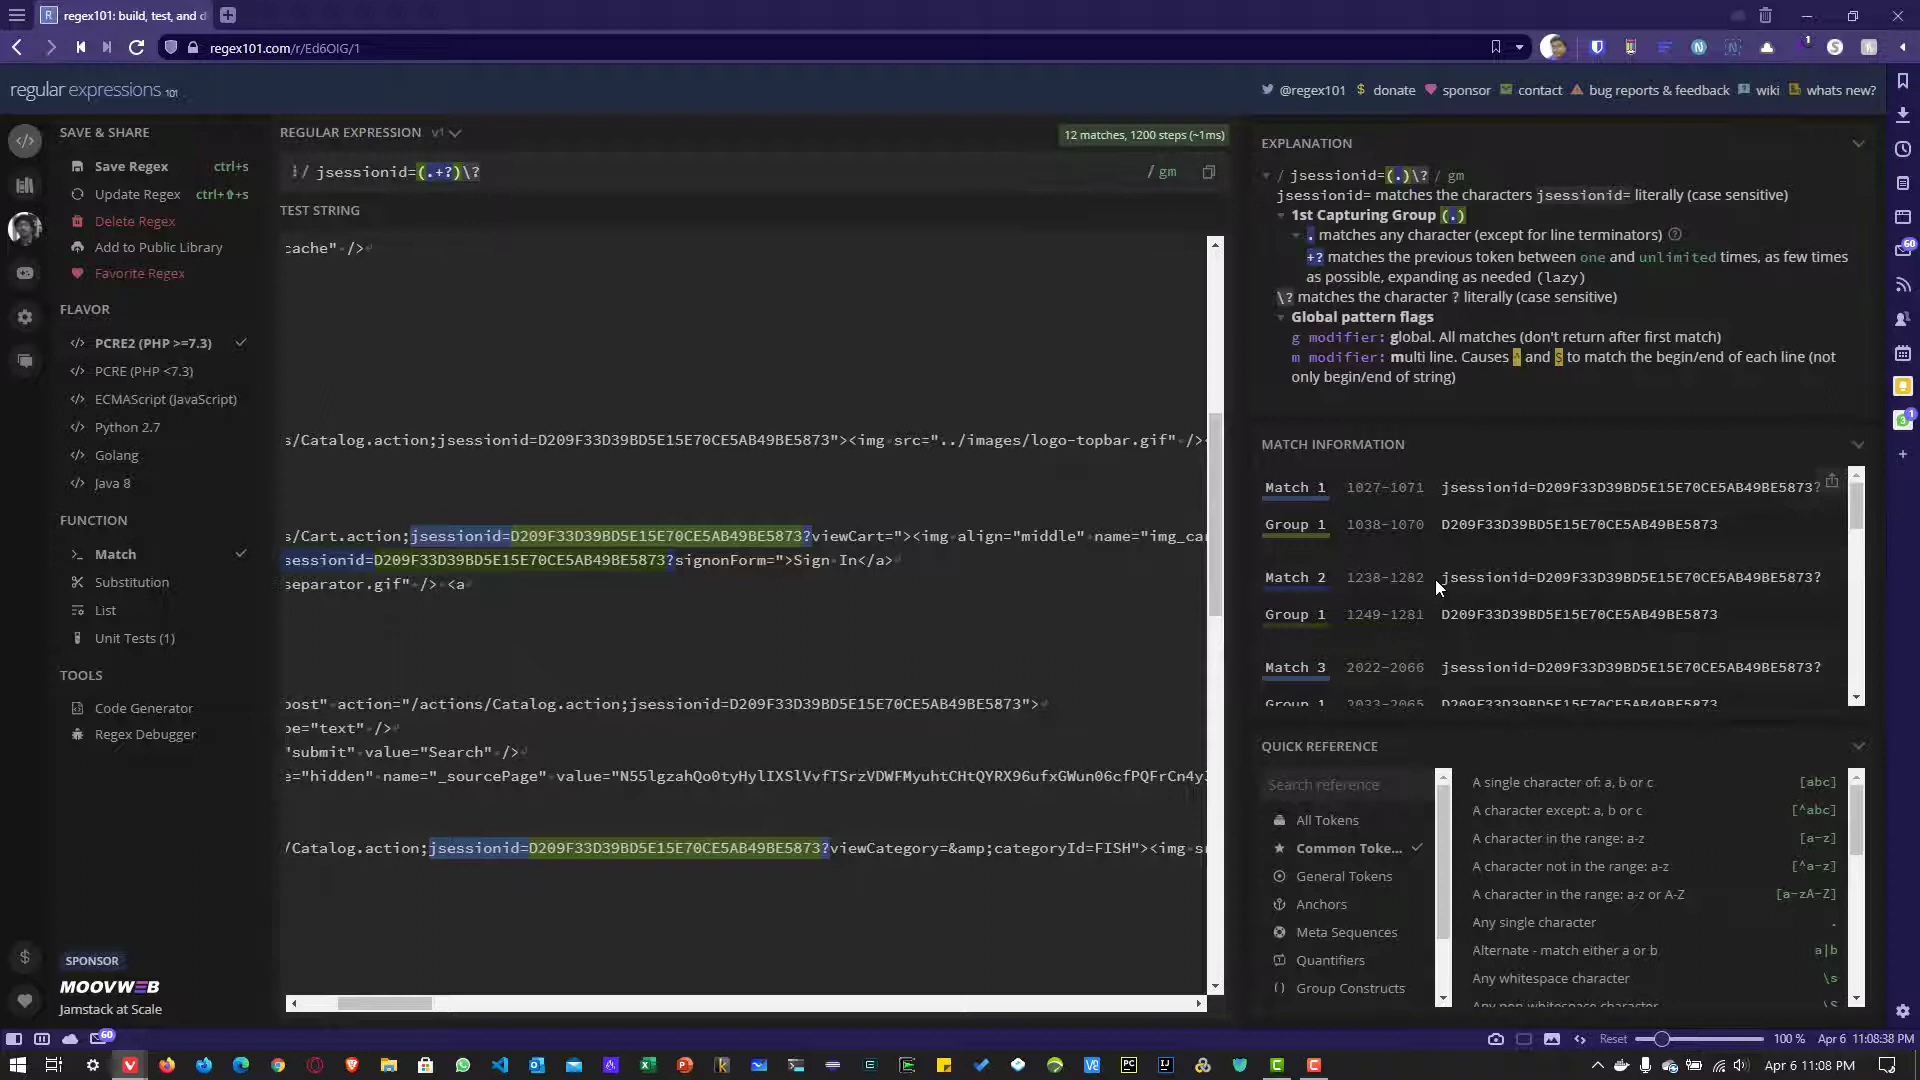 regex101: build, test, and d
regex101.com/r/Ed6OIG/1
regular expressions 101
@regex101 $ donate sponsor contact bug reports & feedback wiki whats new?
SAVE & SHARE
Save Regex ctrl+s
Update Regex ctrl+⇧+s
Delete Regex
Add to Public Library
Favorite Regex
FLAVOR
PCRE2 (PHP >=7.3)
PCRE (PHP <7.3)
ECMAScript (JavaScript)
Python 2.7
Golang
Java 8
FUNCTION
Match
Substitution
List
Unit Tests (1)
TOOLS
Code Generator
Regex Debugger
SPONSOR
MOOVWEB
Jamstack at Scale
REGULAR EXPRESSION v1
12 matches, 1200 steps (~1ms)
/ jsessionid=(.+?)\? / gm
TEST STRING
cache" />
s/Catalog.action;jsessionid=D209F33D39BD5E15E70CE5AB49BE5873"><img src="../images/logo-topbar.gif" /><
s/Cart.action;jsessionid=D209F33D39BD5E15E70CE5AB49BE5873?viewCart="><img align="middle" name="img_ca
sessionid=D209F33D39BD5E15E70CE5AB49BE5873?signonForm=">Sign In</a>
separator.gif" /> <a
post" action="/actions/Catalog.action;jsessionid=D209F33D39BD5E15E70CE5AB49BE5873">
pe="text" />
"submit" value="Search" />
e="hidden" name="_sourcePage" value="N55lgzahQo0tyHylIXSlVvfTSrzVDWFMyuhtCHtQYRX96ufxGWun06cfPQFrCn4y
/Catalog.action;jsessionid=D209F33D39BD5E15E70CE5AB49BE5873?viewCategory=&amp;categoryId=FISH"><img sr
EXPLANATION
/ jsessionid=(.)\? / gm
jsessionid= matches the characters jsessionid= literally (case sensitive)
1st Capturing Group (.)
. matches any character (except for line terminators)
+? matches the previous token between one and unlimited times, as few times
as possible, expanding as needed (lazy)
\? matches the character ? literally (case sensitive)
Global pattern flags
g modifier: global. All matches (don't return after first match)
m modifier: multi line. Causes ^ and $ to match the begin/end of each line (not
only begin/end of string)
MATCH INFORMATION
Match 1 1027-1071 jsessionid=D209F33D39BD5E15E70CE5AB49BE5873?
Group 1 1038-1070 D209F33D39BD5E15E70CE5AB49BE5873
Match 2 1238-1282 jsessionid=D209F33D39BD5E15E70CE5AB49BE5873?
Group 1 1249-1281 D209F33D39BD5E15E70CE5AB49BE5873
Match 3 2022-2066 jsessionid=D209F33D39BD5E15E70CE5AB49BE5873?
Group 1 2033-2065 D209F33D39BD5E15E70CE5AB49BE5873
QUICK REFERENCE
Search reference
All Tokens
Common Toke...
General Tokens
Anchors
Meta Sequences
Quantifiers
Group Constructs
A single character of: a, b or c [abc]
A character except: a, b or c [^abc]
A character in the range: a-z [a-z]
A character not in the range: a-z [^a-z]
A character in the range: a-z or A-Z [a-zA-Z]
Any single character .
Alternate - match either a or b a|b
Any whitespace character \s
Any non-whitespace character \S
60
Reset 100 % Apr 6 11:08:38 PM
Apr 6 11:08 PM